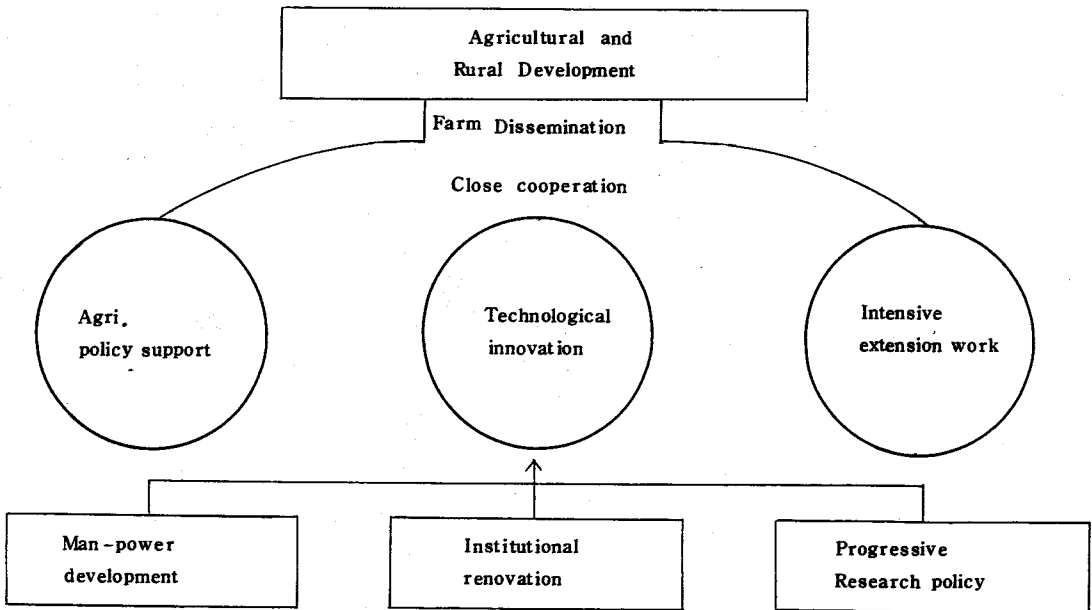 Agricultural and
Rural Development
Farm Dissemination
Close cooperation
Agri.
policy support
Technological
innovation
Intensive
extension work
Man-power
development
Institutional
renovation
Progressive
Research policy